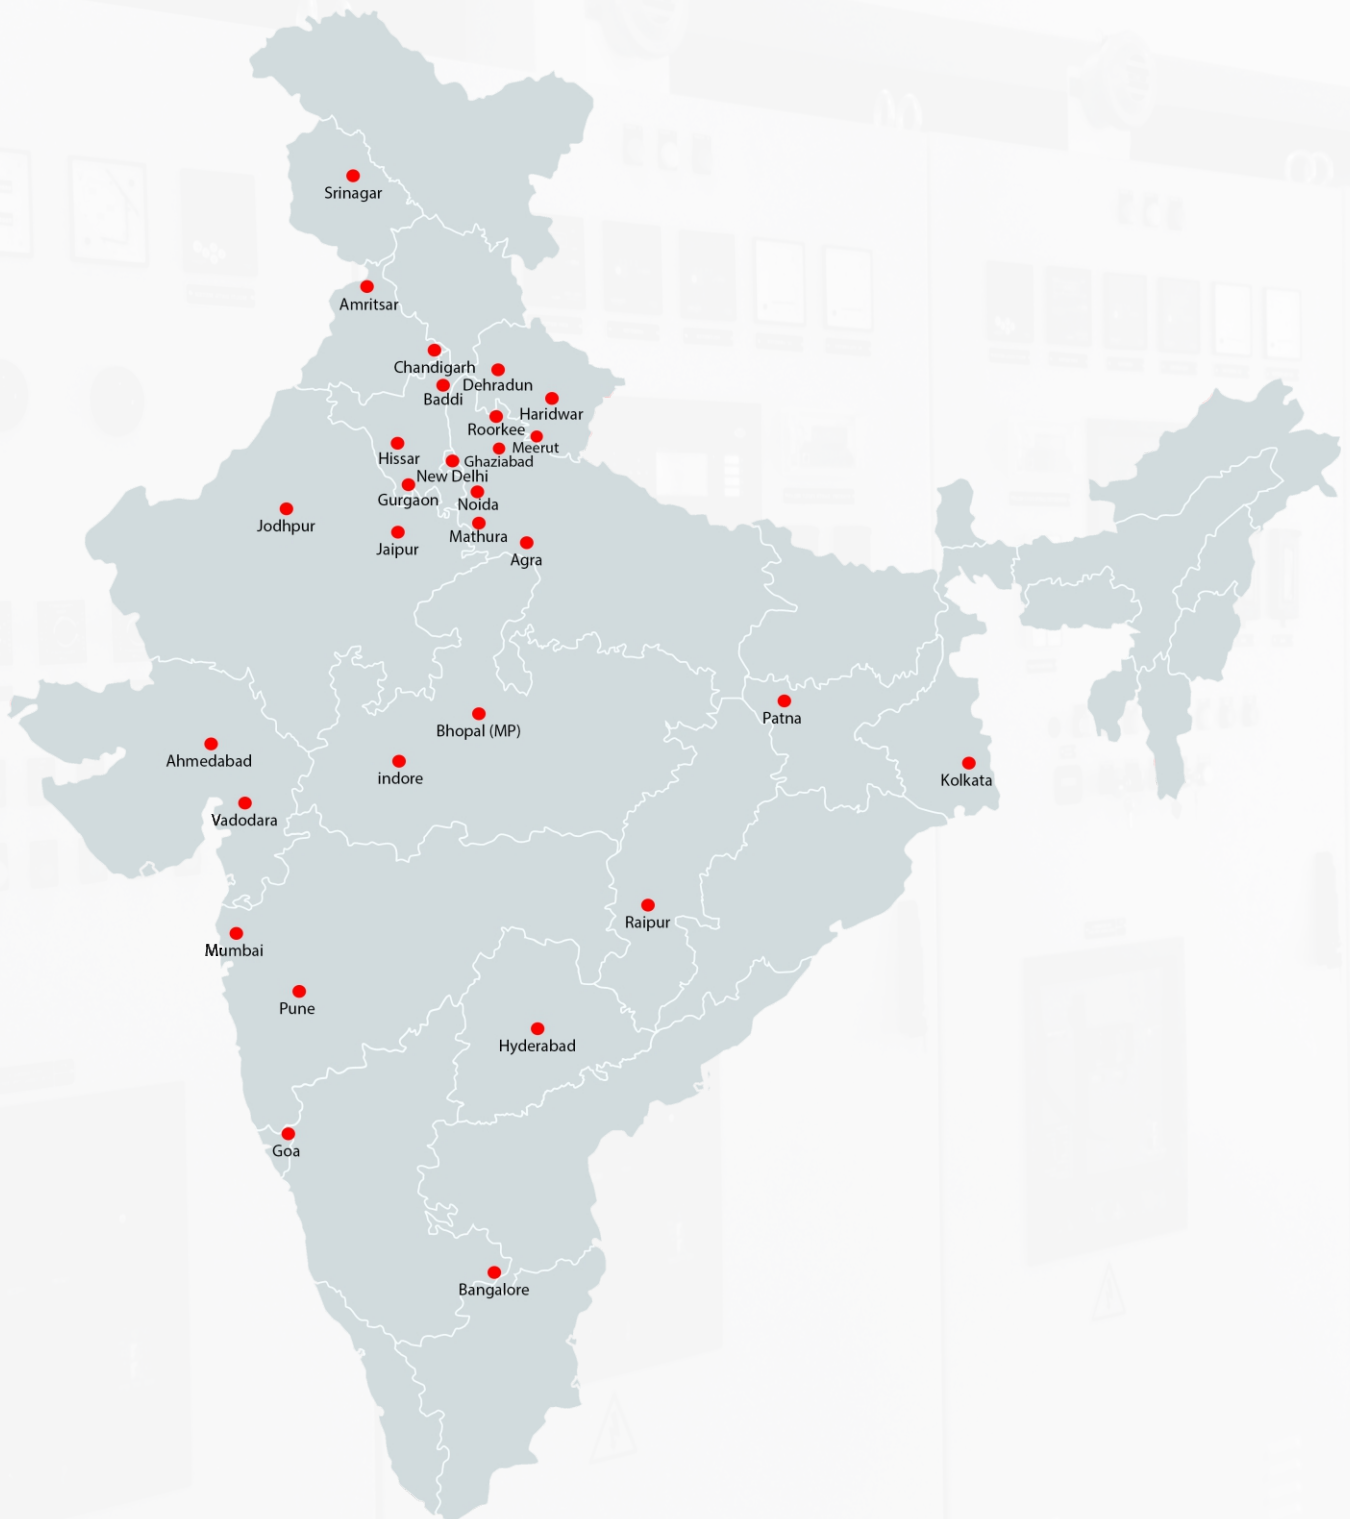 Srinagar
Amritsar
Chandigarh
Dehradun
Baddi
Haridwar
Roorkee
Meerut
Hissar
Ghaziabad
New Delhi
Gurgaon
Noida
Jodhpur
Mathura
Jaipur
Agra
Patna
Bhopal (MP)
Ahmedabad
indore
Kolkata
Vadodara
Raipur
Mumbai
Pune
Hyderabad
Goa
Bangalore